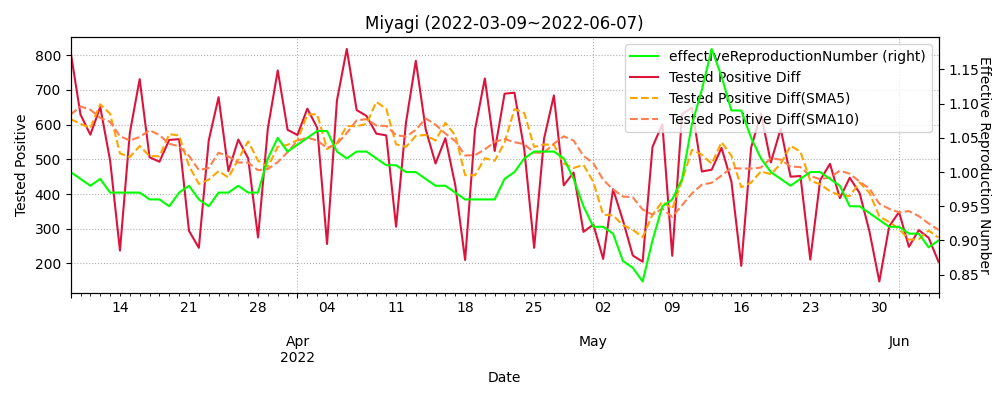 Miyagi (2022-03-09~2022-06-07)
effectiveReproductionNumber (right)
Tested Positive Diff
Tested Positive Diff(SMA5)
Tested Positive Diff(SMA10)
Tested Positive
800
700
600
500
400
300
200
Effective Reproduction Number
1.15
1.10
1.05
1.00
0.95
0.90
0.85
14 21 28 04 11 18 25 02 09 16 23 30
Apr May Jun
2022
Date